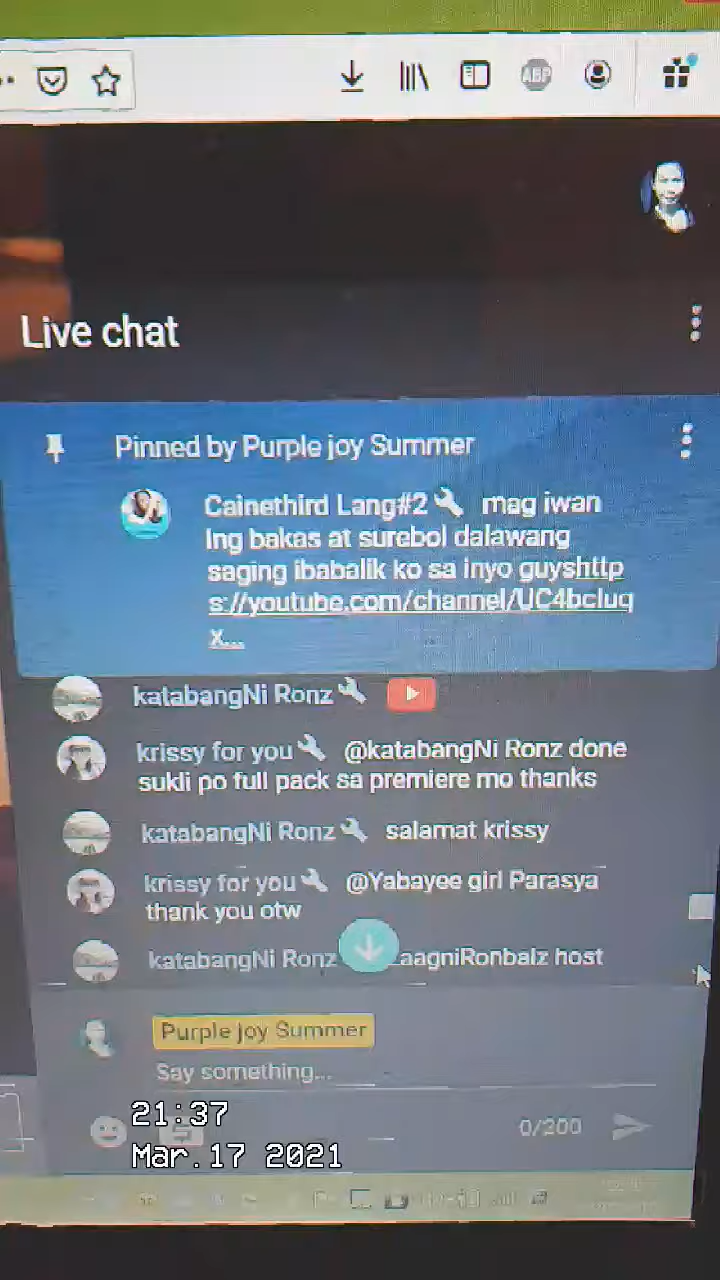 ABP
Live chat
Pinned by Purple joy Summer
Cainethird Lang#2 mag iwan
lng bakas at surebol dalawang
saging ibabalik ko sa inyo guyshttp
s://youtube.com/channel/UC4bcluq
x...
katabangNi Ronz
krissy for you @katabangNi Ronz done
sukli po full pack sa premiere mo thanks
katabangNi Ronz salamat krissy
krissy for you @Yabayee girl Parasya
thank you otw
katabangNi Ronz aagniRonbalz host
Purple joy Summer
Say something...
21:37
0/200
Mar.17 2021